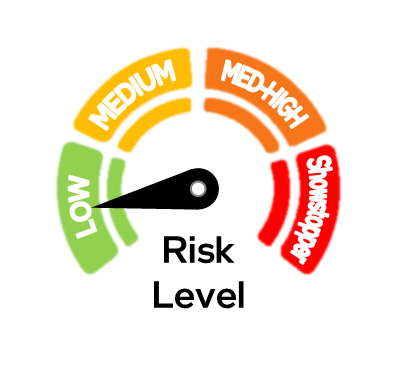 LOW
MEDIUM
MED-HIGH
Showstopper
Risk
Level